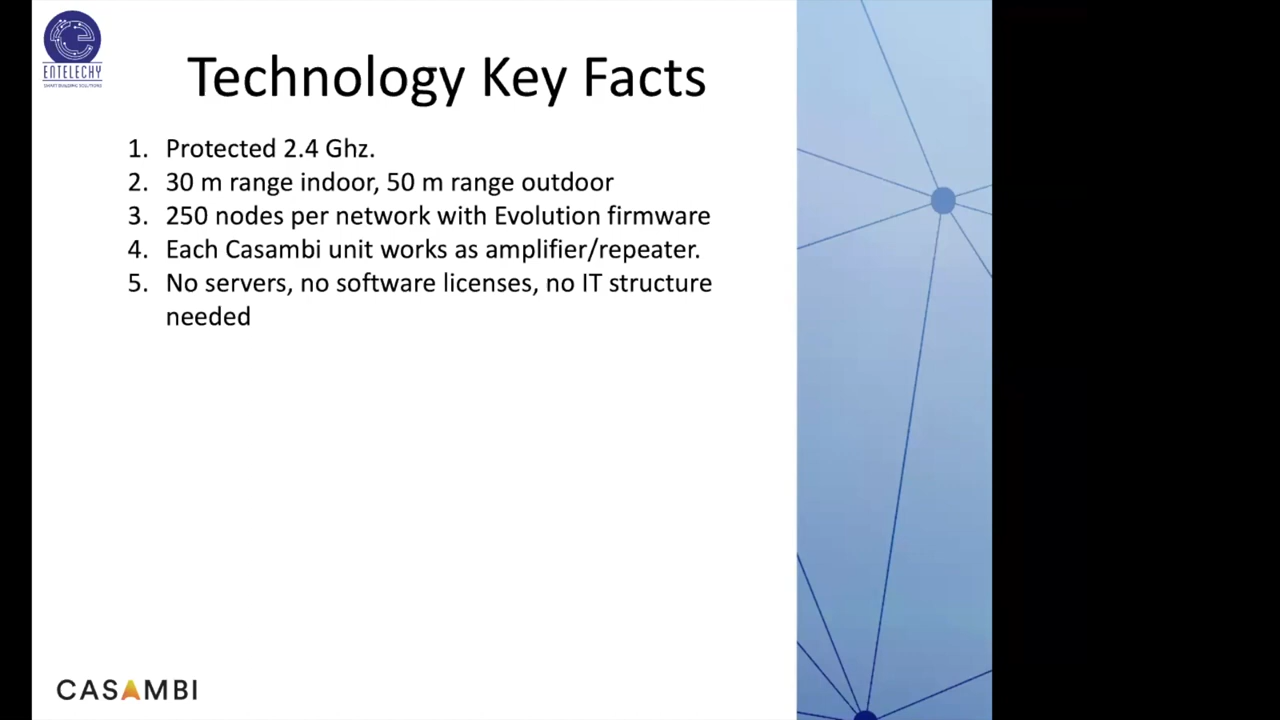 ENTELECHY
SMART BUILDING SOLUTIONS
Technology Key Facts
1. Protected 2.4 Ghz.
2. 30 m range indoor, 50 m range outdoor
3. 250 nodes per network with Evolution firmware
4. Each Casambi unit works as amplifier/repeater.
5. No servers, no software licenses, no IT structure
needed
CASAMBI